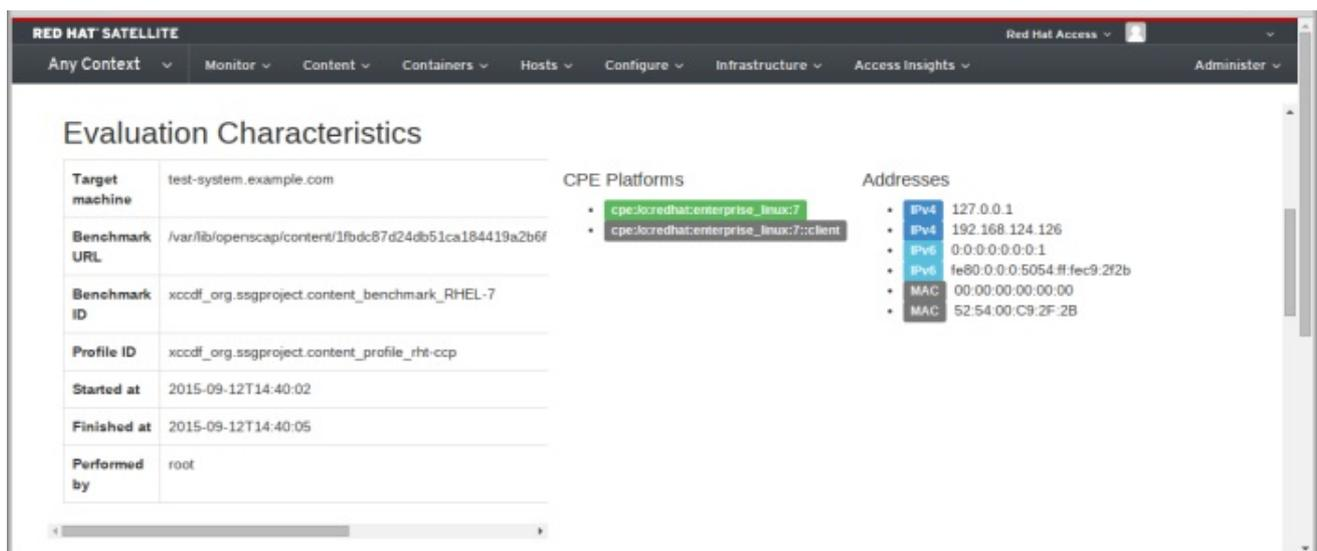 RED HAT SATELLITE
Red Hat Access
Any Context
Monitor
Content
Containers
Hosts
Configure
Infrastructure
Access Insights
Administer
Evaluation Characteristics
Target machine
test-system.example.com
Benchmark URL
/var/lib/openscap/content/1fbdc87d24db51ca184419a2b6f
Benchmark ID
xccdf_org.ssgproject.content_benchmark_RHEL-7
Profile ID
xccdf_org.ssgproject.content_profile_rht-ccp
Started at
2015-09-12T14:40:02
Finished at
2015-09-12T14:40:05
Performed by
root
CPE Platforms
cpe:/o:redhat:enterprise_linux:7
cpe:/o:redhat:enterprise_linux:7::client
Addresses
IPv4 127.0.0.1
IPv4 192.168.124.126
IPv6 0:0:0:0:0:0:0:1
IPv6 fe80:0:0:0:5054:ff:fec9:2f2b
MAC 00:00:00:00:00:00
MAC 52:54:00:C9:2F:2B